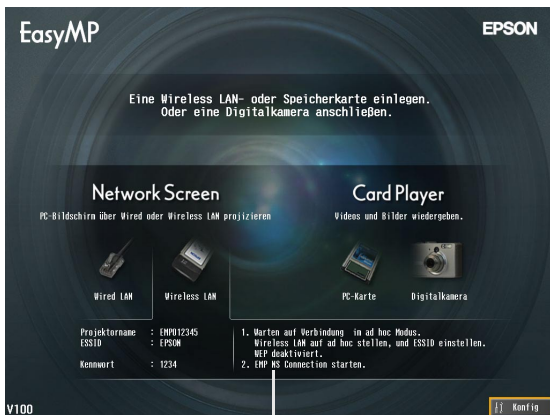 EasyMP
EPSON
Eine Wireless LAN- oder Speicherkarte einlegen.
Oder eine Digitalkamera anschließen.
Network Screen
PC-Bildschirm über Wired oder Wireless LAN projizieren
Wired LAN
Wireless LAN
Card Player
Videos und Bilder wiedergeben.
PC-Karte
Digitalkamera
Projektorname : EMP012345
ESSID : EPSON
Kennwort : 1234
1. Warten auf Verbindung in ad hoc Modus.
Wireless LAN auf ad hoc stellen, und ESSID einstellen.
WEP deaktiviert.
2. EMP NS Connection starten.
V100
Konfig